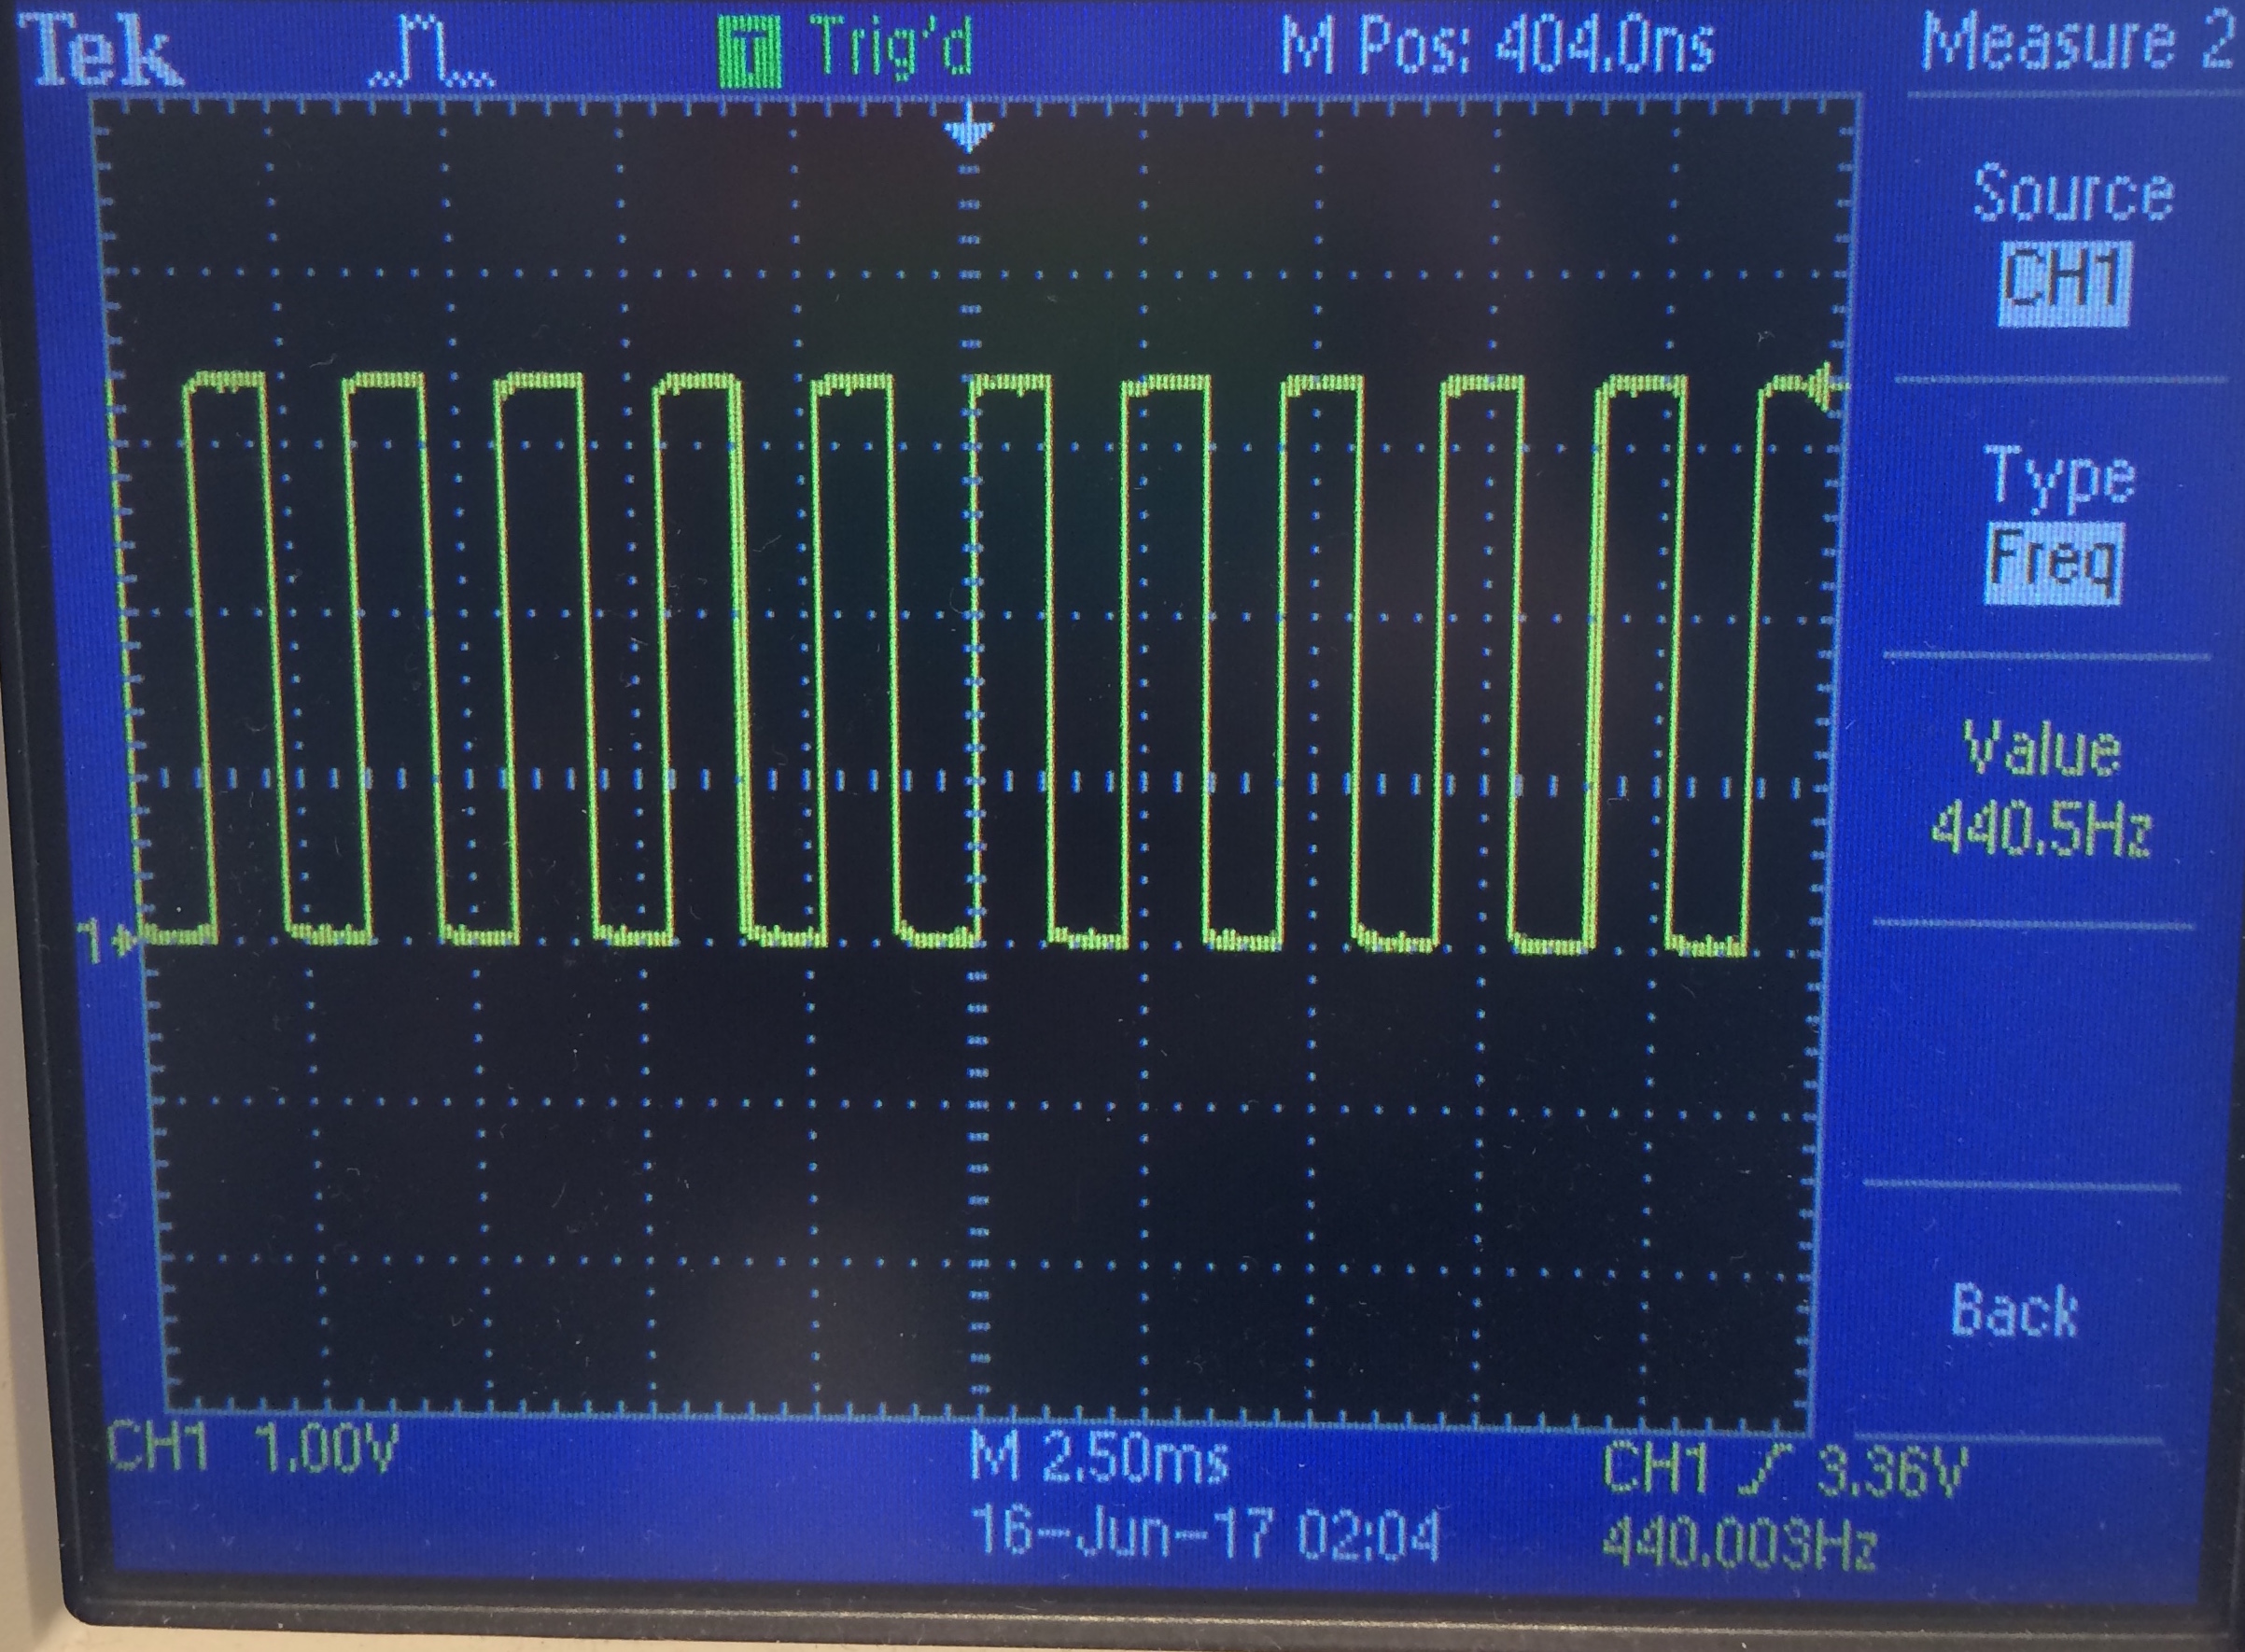 Tek T Trig'd M Pos: 404.0ns Measure 2
Source
CH1
Type
Freq
Value
440.5Hz
1
Back
CH1 1.00V M 2.50ms CH1 3.36V
16-Jun-17 02:04 440.003Hz